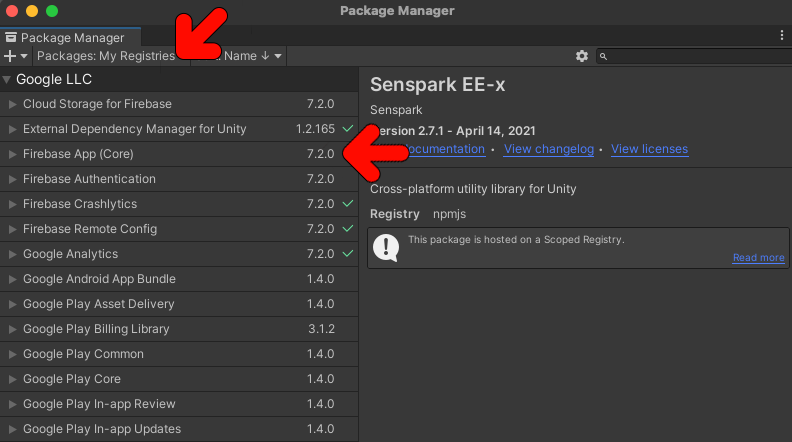 Package Manager
Package Manager
Packages: My Registries
Name ↓
Google LLC
Cloud Storage for Firebase 7.2.0
External Dependency Manager for Unity 1.2.165
Firebase App (Core) 7.2.0
Firebase Authentication 7.2.0
Firebase Crashlytics 7.2.0
Firebase Remote Config 7.2.0
Google Analytics 7.2.0
Google Android App Bundle 1.4.0
Google Play Asset Delivery 1.4.0
Google Play Billing Library 3.1.2
Google Play Common 1.4.0
Google Play Core 1.4.0
Google Play In-app Review 1.4.0
Google Play In-app Updates 1.4.0
Senspark EE-x
Senspark
Version 2.7.1 - April 14, 2021
documentation • View changelog • View licenses
Cross-platform utility library for Unity
Registry npmjs
This package is hosted on a Scoped Registry.
Read more